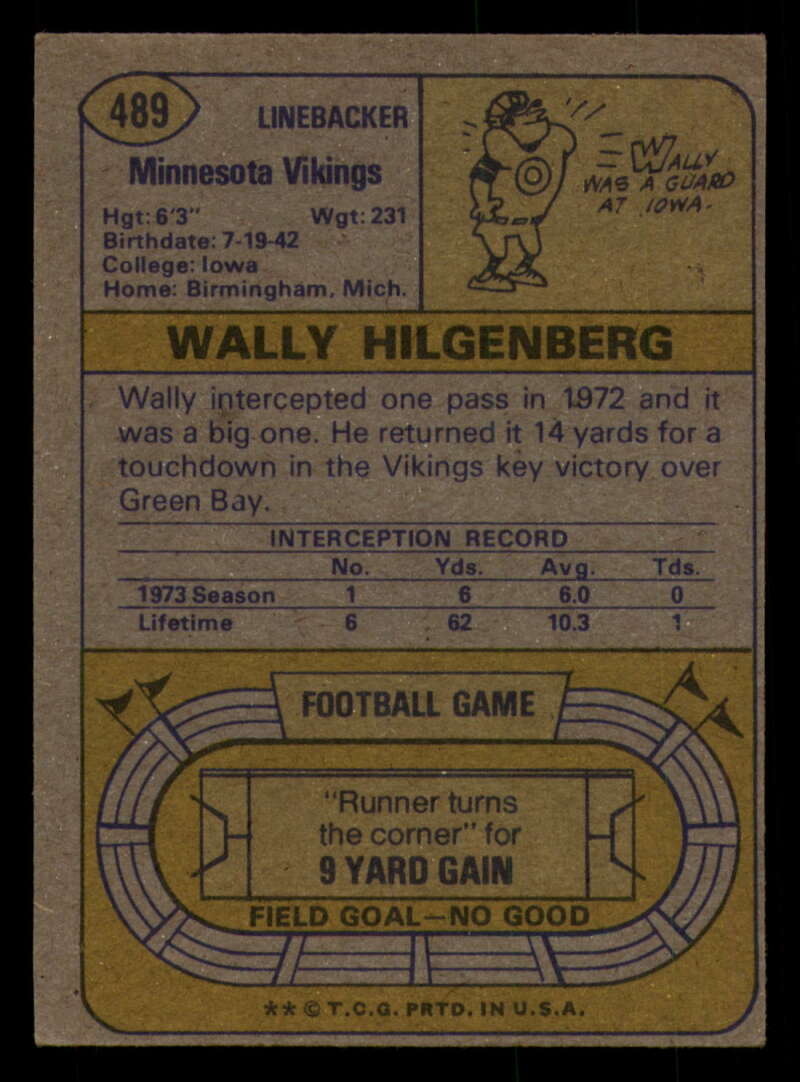 489
LINEBACKER
Minnesota Vikings
Hgt: 6'3" Wgt: 231
Birthdate: 7-19-42
College: Iowa
Home: Birmingham, Mich.
WALLY
WAS A GUARD
AT IOWA.
WALLY HILGENBERG
Wally intercepted one pass in 1972 and it
was a big one. He returned it 14 yards for a
touchdown in the Vikings key victory over
Green Bay.
INTERCEPTION RECORD
No. Yds. Avg. Tds.
1973 Season 1 6 6.0 0
Lifetime 6 62 10.3 1
FOOTBALL GAME
"Runner turns
the corner" for
9 YARD GAIN
FIELD GOAL—NO GOOD
** © T.C.G. PRTD. IN U.S.A.